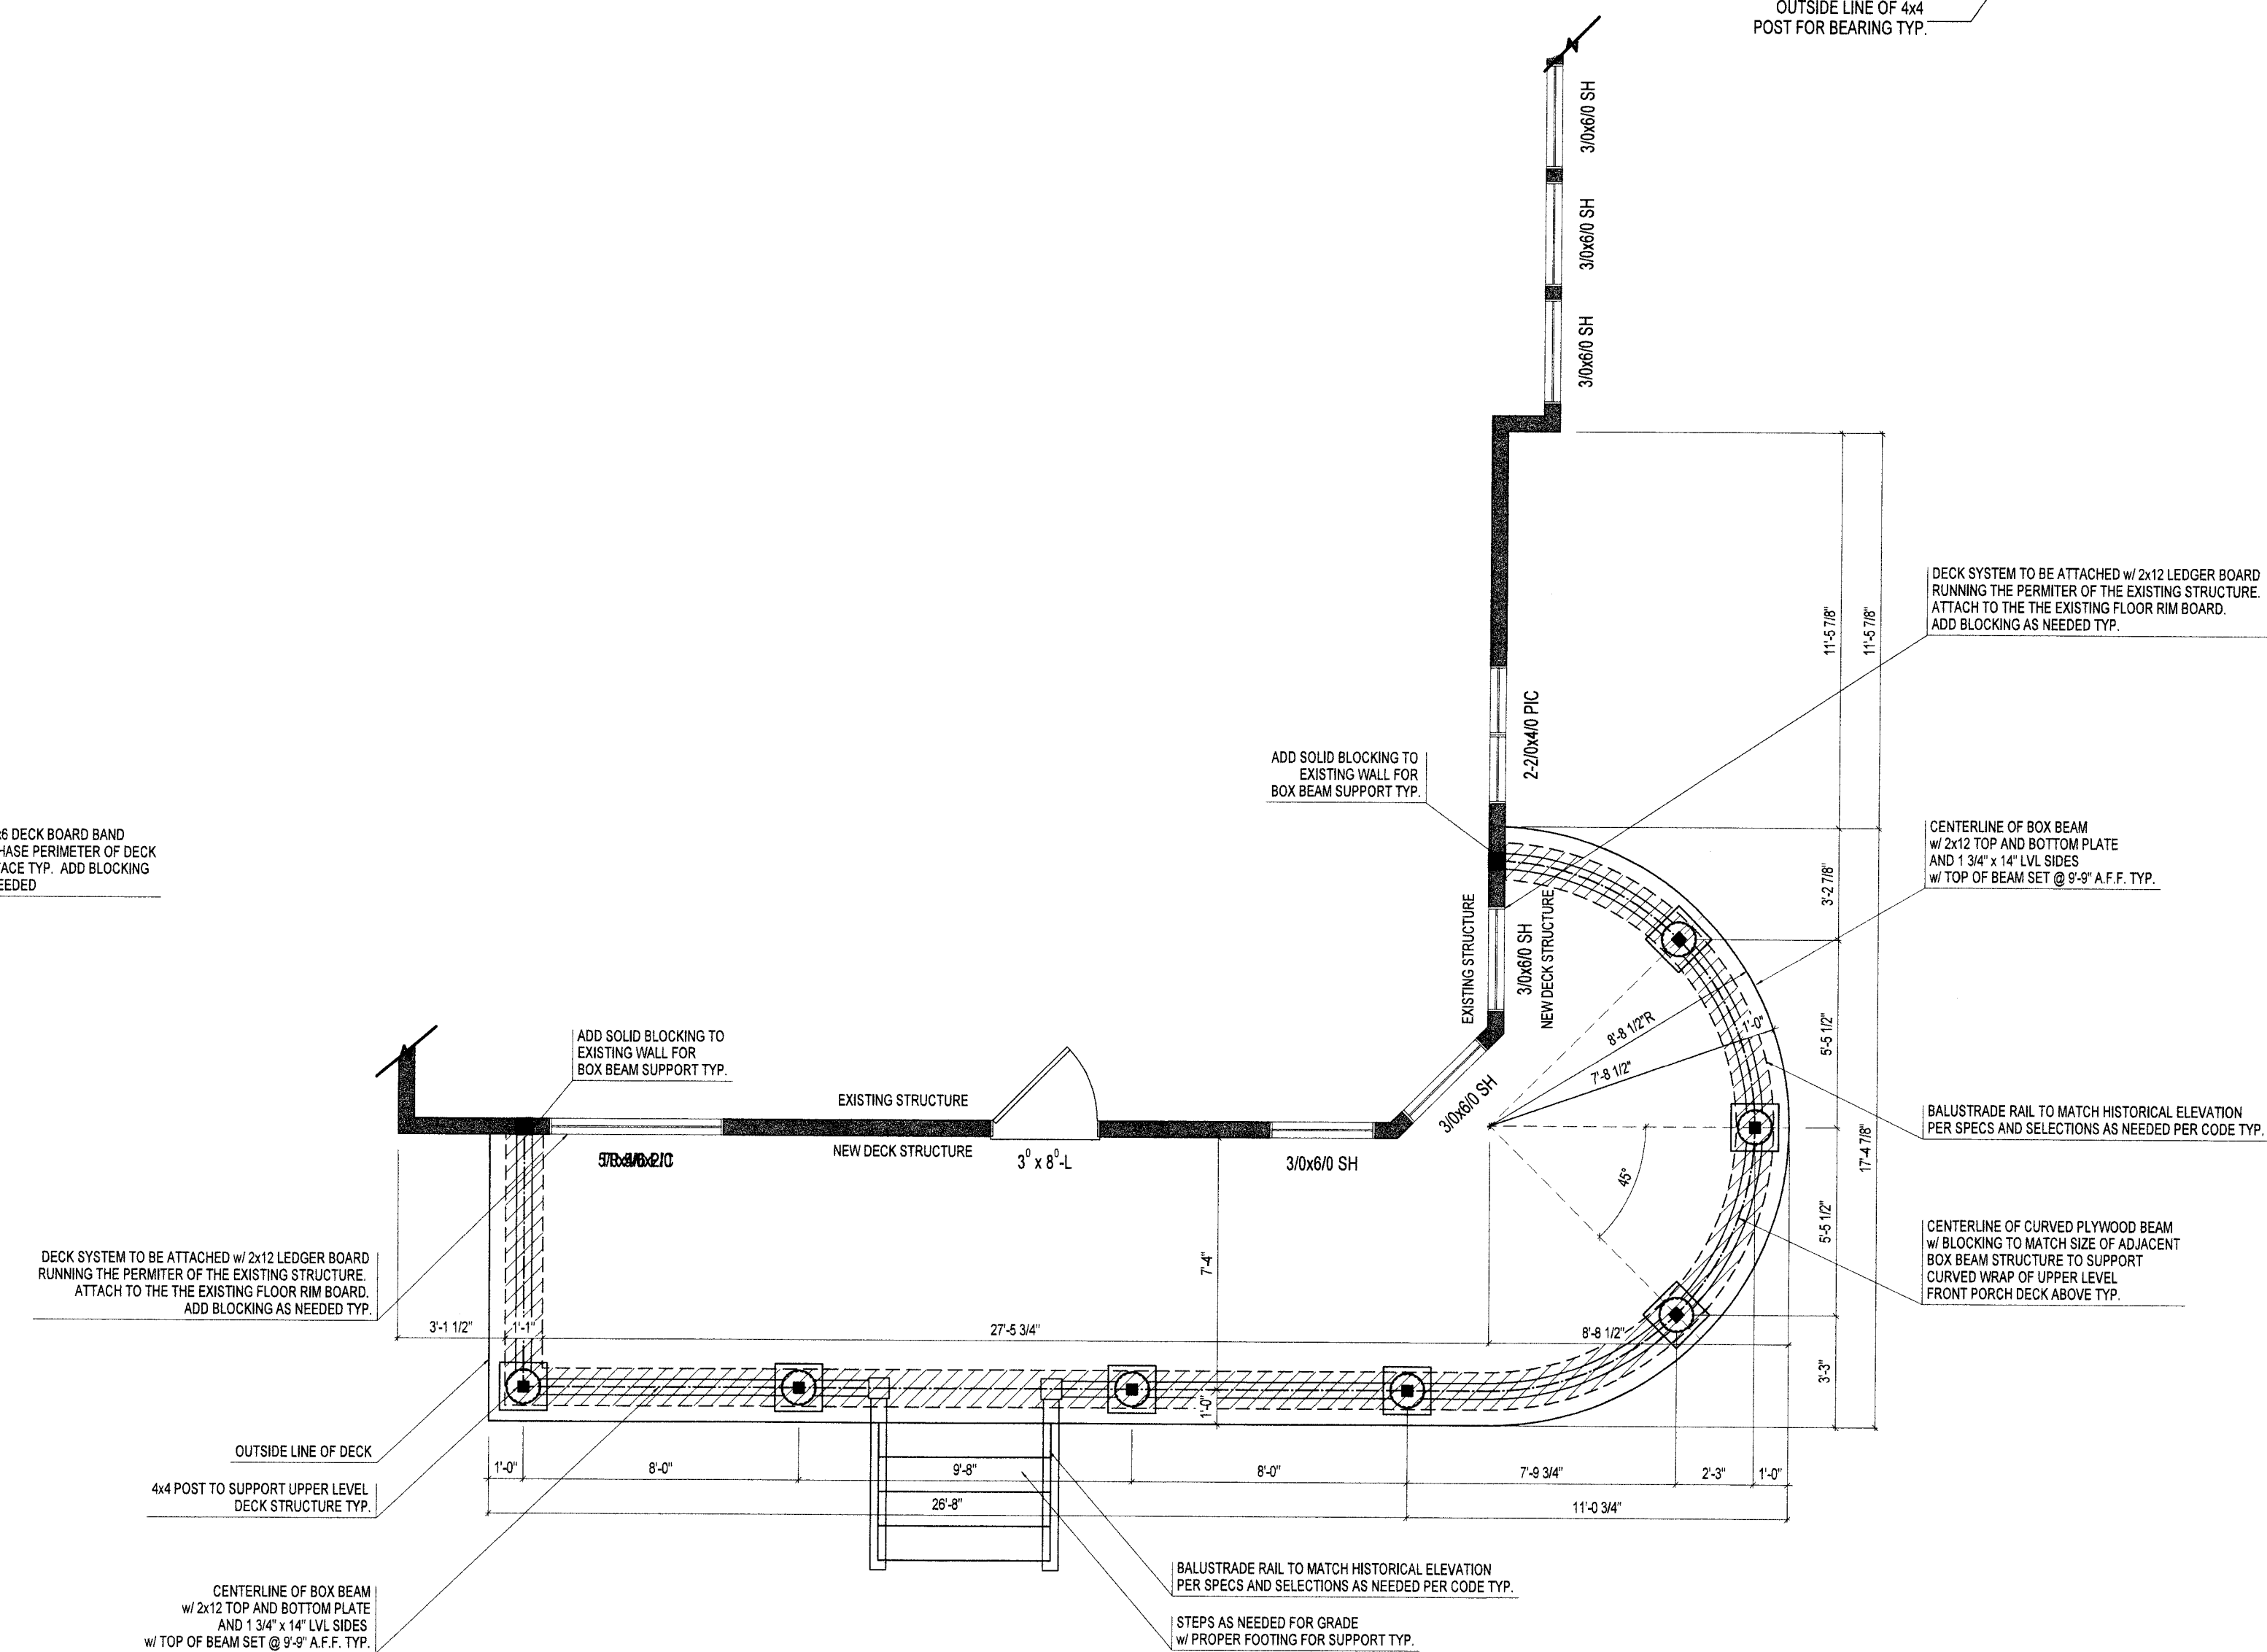 OUTSIDE LINE OF 4x4
POST FOR BEARING TYP.
3/0x6/0 SH
3/0x6/0 SH
3/0x6/0 SH
DECK SYSTEM TO BE ATTACHED w/ 2x12 LEDGER BOARD
RUNNING THE PERMITER OF THE EXISTING STRUCTURE.
ATTACH TO THE THE EXISTING FLOOR RIM BOARD.
ADD BLOCKING AS NEEDED TYP.
11'-5 7/8"
11'-5 7/8"
2-2/0x4/0 PIC
ADD SOLID BLOCKING TO
EXISTING WALL FOR
BOX BEAM SUPPORT TYP.
DECK BOARD BAND
PERIMETER OF DECK
TYP. ADD BLOCKING
CENTERLINE OF BOX BEAM
w/ 2x12 TOP AND BOTTOM PLATE
AND 1 3/4" x 14" LVL SIDES
w/ TOP OF BEAM SET @ 9'-9" A.F.F. TYP.
3'-2 7/8"
EXISTING STRUCTURE
3/0x6/0 SH
NEW DECK STRUCTURE
8'-8 1/2"R
1'-0"
7'-8 1/2"
5'-5 1/2"
ADD SOLID BLOCKING TO
EXISTING WALL FOR
BOX BEAM SUPPORT TYP.
EXISTING STRUCTURE
NEW DECK STRUCTURE
3⁰ x 8⁰-L
3/0x6/0 SH
3/0x6/0 SH
BALUSTRADE RAIL TO MATCH HISTORICAL ELEVATION
PER SPECS AND SELECTIONS AS NEEDED PER CODE TYP.
17'-4 7/8"
45°
5'-5 1/2"
CENTERLINE OF CURVED PLYWOOD BEAM
w/ BLOCKING TO MATCH SIZE OF ADJACENT
BOX BEAM STRUCTURE TO SUPPORT
CURVED WRAP OF UPPER LEVEL
FRONT PORCH DECK ABOVE TYP.
DECK SYSTEM TO BE ATTACHED w/ 2x12 LEDGER BOARD
RUNNING THE PERMITER OF THE EXISTING STRUCTURE.
ATTACH TO THE THE EXISTING FLOOR RIM BOARD.
ADD BLOCKING AS NEEDED TYP.
7'-4"
3'-1 1/2"
1'-1"
27'-5 3/4"
8'-8 1/2"
3'-3"
1'-0"
OUTSIDE LINE OF DECK
1'-0"
8'-0"
9'-8"
8'-0"
7'-9 3/4"
2'-3"
1'-0"
4x4 POST TO SUPPORT UPPER LEVEL
DECK STRUCTURE TYP.
26'-8"
11'-0 3/4"
CENTERLINE OF BOX BEAM
w/ 2x12 TOP AND BOTTOM PLATE
AND 1 3/4" x 14" LVL SIDES
w/ TOP OF BEAM SET @ 9'-9" A.F.F. TYP.
BALUSTRADE RAIL TO MATCH HISTORICAL ELEVATION
PER SPECS AND SELECTIONS AS NEEDED PER CODE TYP.
STEPS AS NEEDED FOR GRADE
w/ PROPER FOOTING FOR SUPPORT TYP.